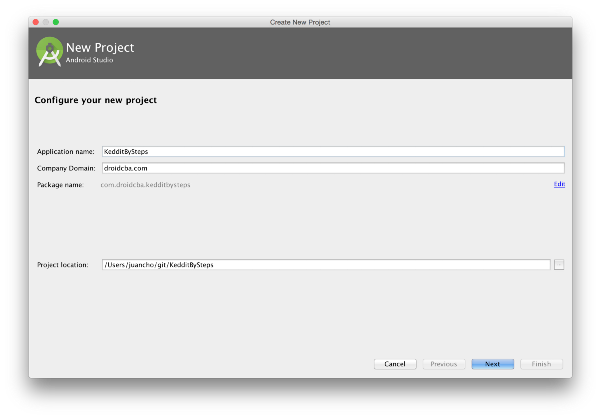 Create New Project
New Project
Android Studio
Configure your new project
Application name: KedditBySteps
Company Domain: droidcba.com
Package name: com.droidcba.kedditbysteps Edit
Project location: /Users/juancho/git/KedditBySteps
Cancel Previous Next Finish